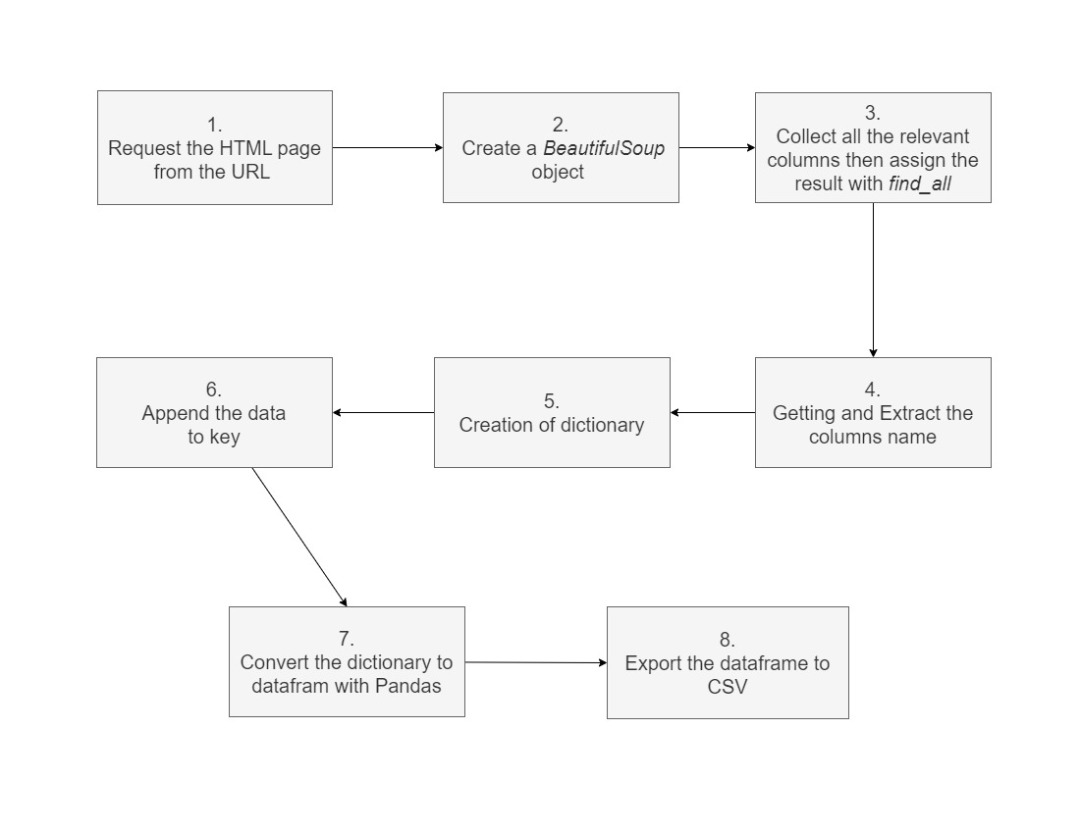 1.
Request the HTML page
from the URL
2.
Create a BeautifulSoup
object
3.
Collect all the relevant
columns then assign the
result with find_all
4.
Getting and Extract the
columns name
5.
Creation of dictionary
6.
Append the data
to key
7.
Convert the dictionary to
datafram with Pandas
8.
Export the dataframe to
CSV